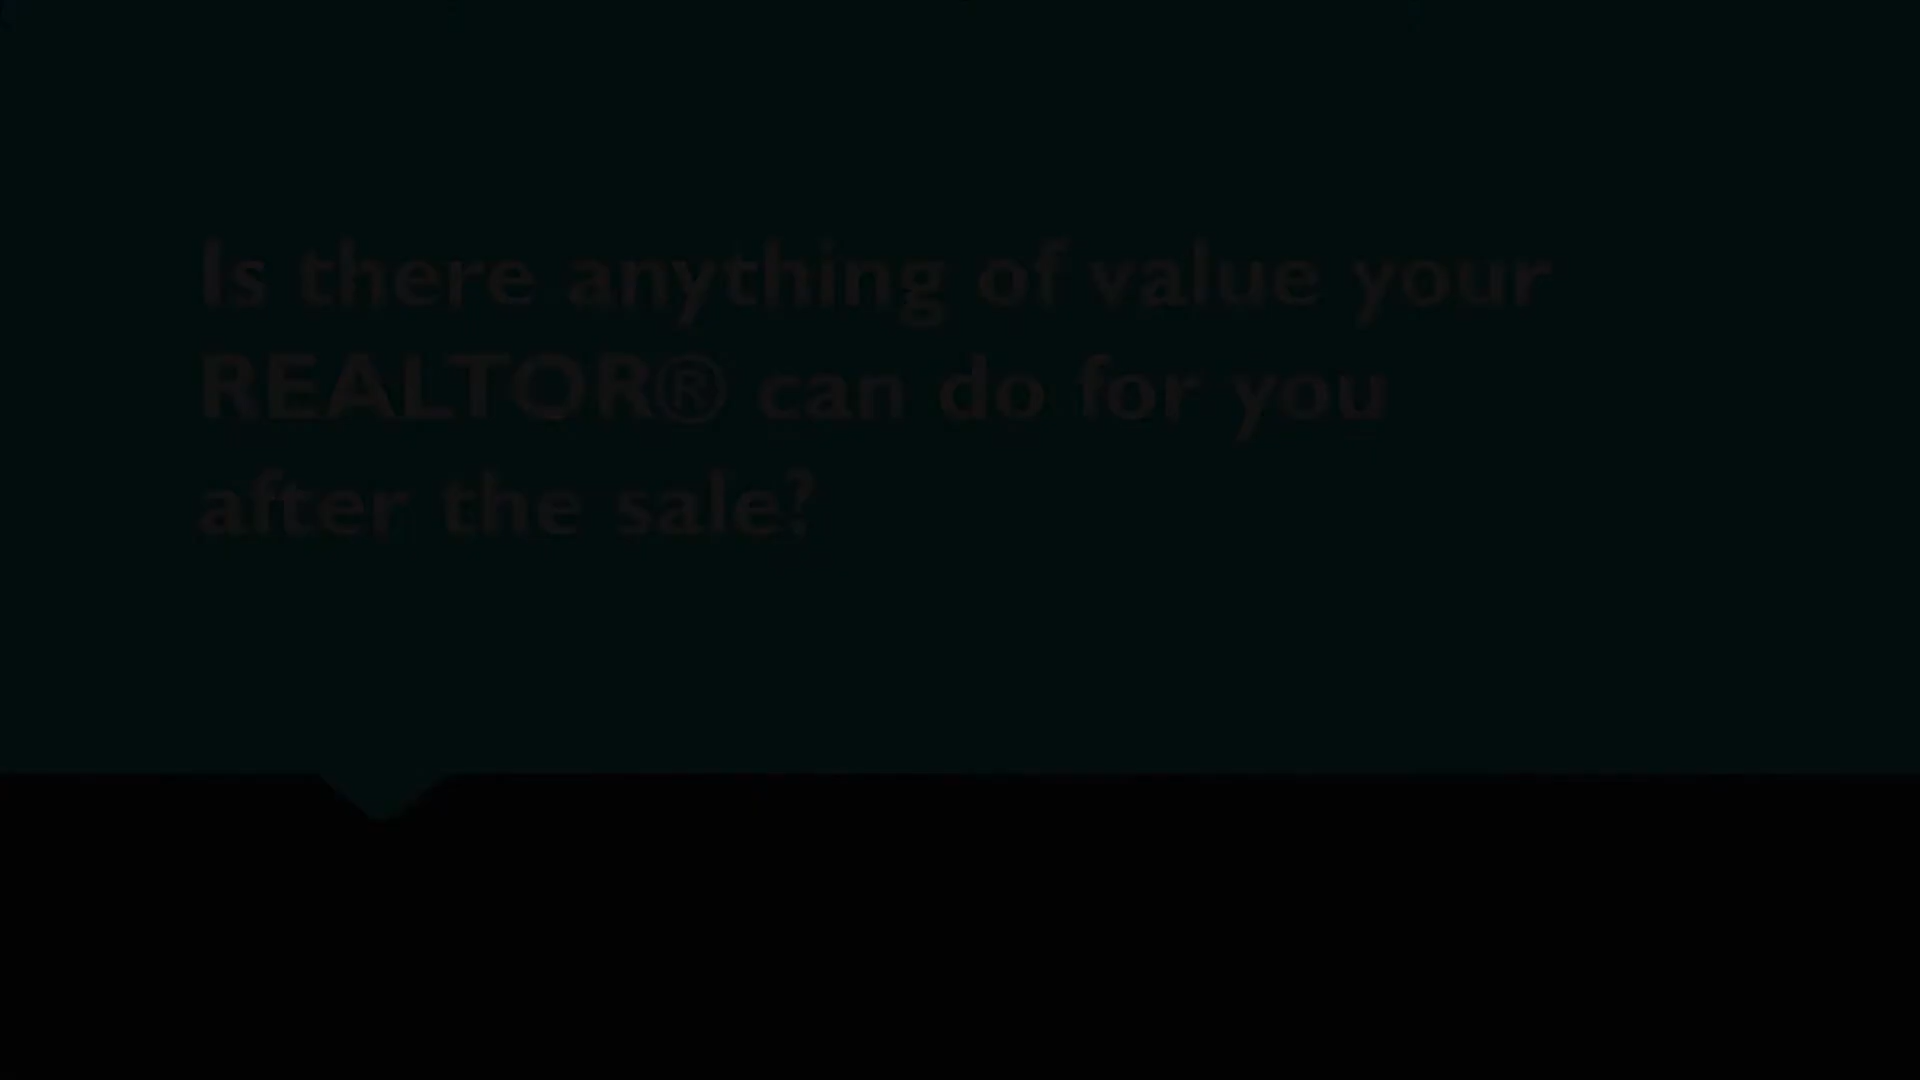 Is there anything of value your
REALTOR® can do for you
after the sale?